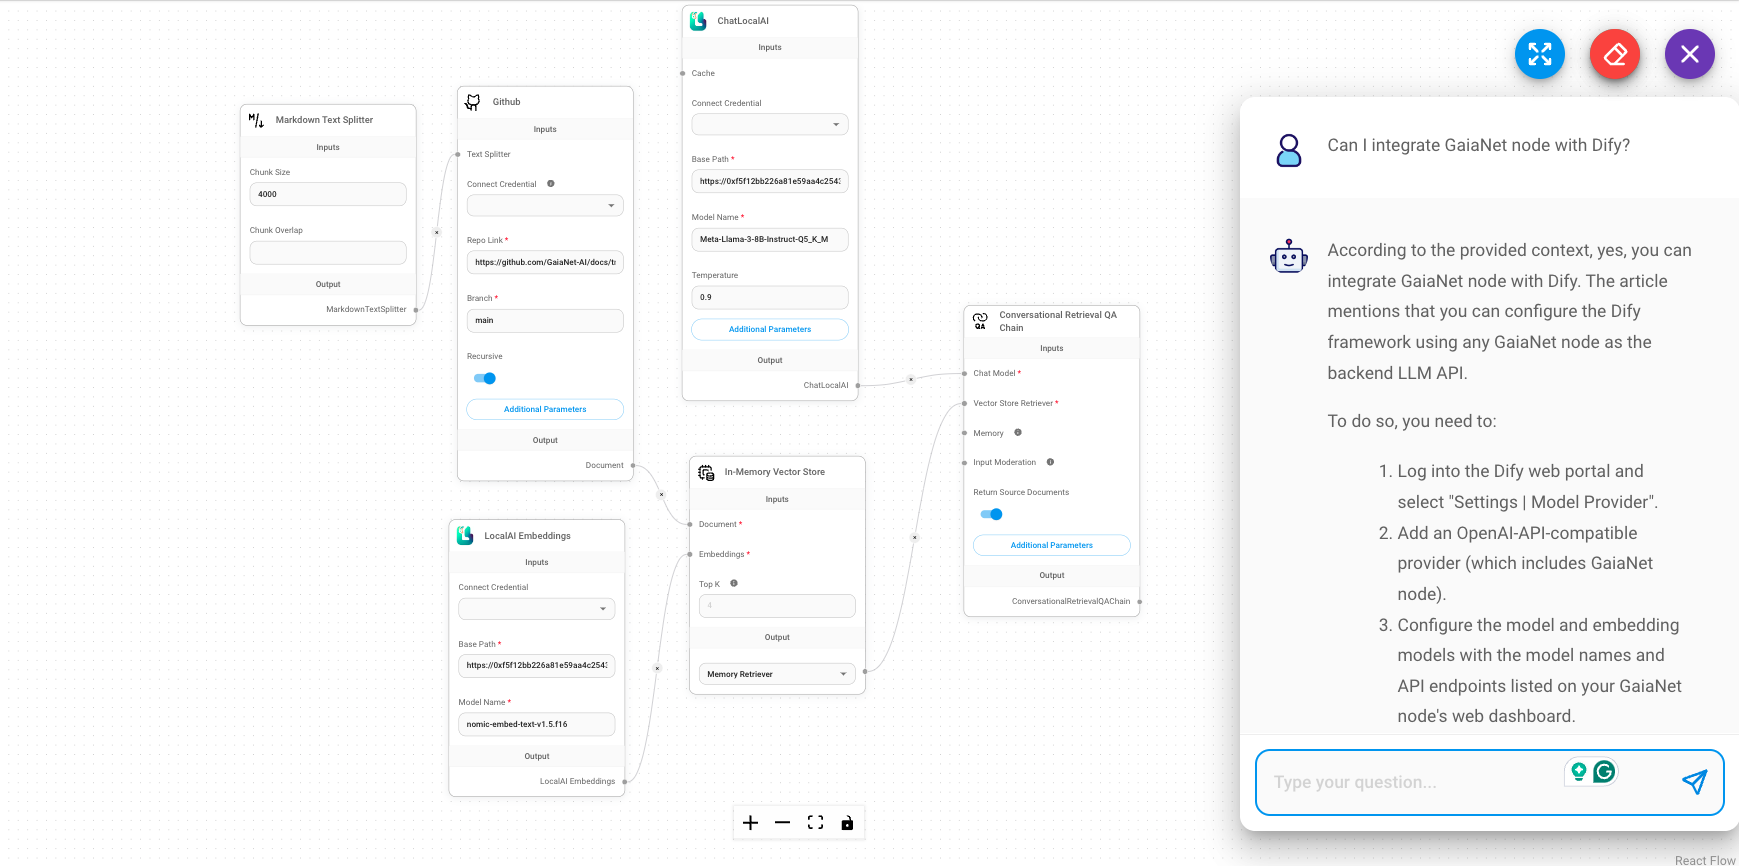 Markdown Text Splitter
Inputs
Chunk Size
4000
Chunk Overlap
Output
MarkdownTextSplitter
Github
Inputs
Text Splitter
Connect Credential
Repo Link *
https://github.com/GaiaNet-AI/docs/tr
Branch *
main
Recursive
Additional Parameters
Output
Document
LocalAI Embeddings
Inputs
Connect Credential
Base Path *
https://0xf5f12bb226a81e59aa4c2543
Model Name *
nomic-embed-text-v1.5.f16
Output
LocalAI Embeddings
ChatLocalAI
Inputs
Cache
Connect Credential
Base Path *
https://0xf5f12bb226a81e59aa4c2543
Model Name *
Meta-Llama-3-8B-Instruct-Q5_K_M
Temperature
0.9
Additional Parameters
Output
ChatLocalAI
In-Memory Vector Store
Inputs
Document *
Embeddings *
Top K
4
Output
Memory Retriever
Conversational Retrieval QA
Chain
Inputs
Chat Model *
Vector Store Retriever *
Memory
Input Moderation
Return Source Documents
Additional Parameters
Output
ConversationalRetrievalQAChain
Can I integrate GaiaNet node with Dify?
According to the provided context, yes, you can
integrate GaiaNet node with Dify. The article
mentions that you can configure the Dify
framework using any GaiaNet node as the
backend LLM API.
To do so, you need to:
1. Log into the Dify web portal and
select "Settings | Model Provider".
2. Add an OpenAI-API-compatible
provider (which includes GaiaNet
node).
3. Configure the model and embedding
models with the model names and
API endpoints listed on your GaiaNet
node's web dashboard.
Type your question...
React Flow